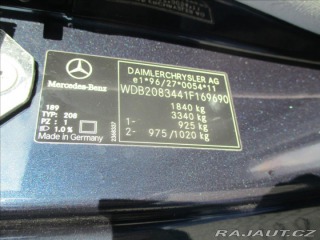 Mercedes-Benz
DAIMLERCHRYSLER AG
e1*96/27*0054*11
WDB2083441F169690
1840 kg
3340 kg
1- 925 kg
2- 975/1020 kg
189
TYP: 208
PZ : 1
1.0 %
Made in Germany
RAJAUT.CZ